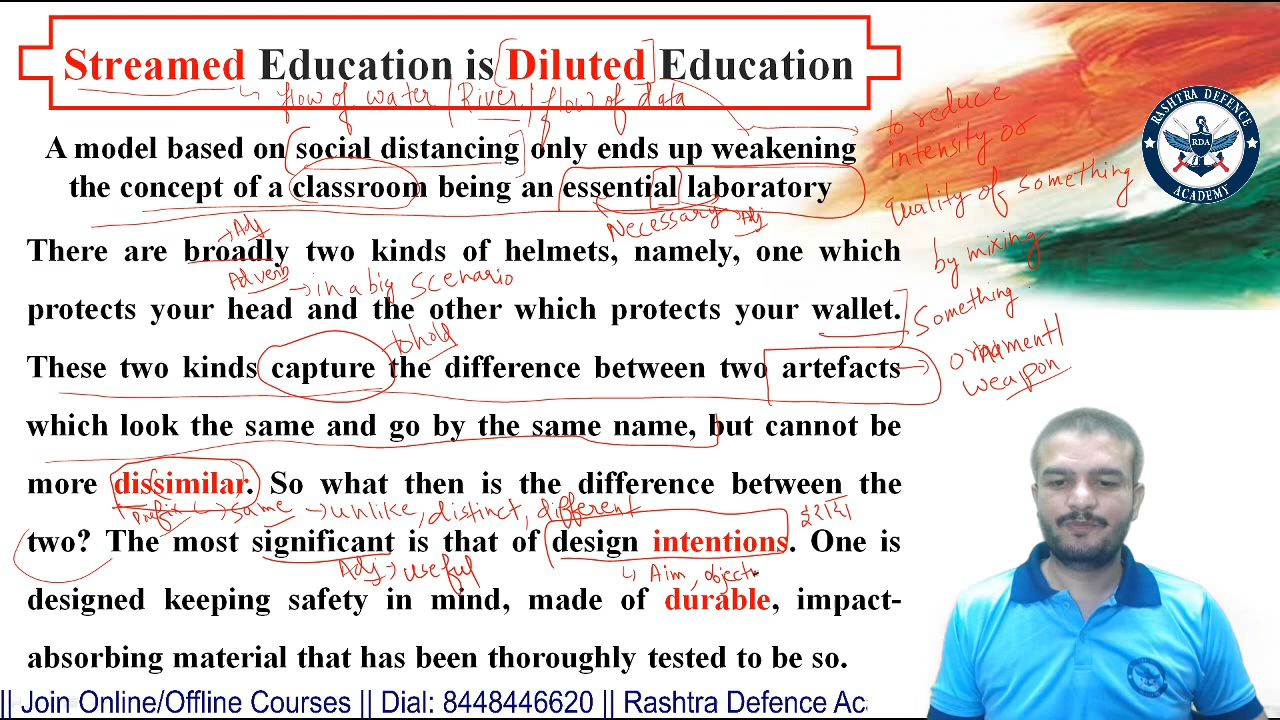 Streamed Education is Diluted Education
flow of water / River / flow of data
A model based on social distancing only ends up weakening
the concept of a classroom being an essential laboratory
Necessary → Adj
to reduce
intensity or
quality of something
by mixing
something
RASHTRA DEFENCE
RDA
ACADEMY
→ Adj
There are broadly two kinds of helmets, namely, one which
Adverb → in a big scenario
protects your head and the other which protects your wallet.
to hold
These two kinds capture the difference between two artefacts
→ ornament/
weapon
which look the same and go by the same name, but cannot be
more dissimilar. So what then is the difference between the
Prefix → same → unlike, distinct, different
इरादा
two? The most significant is that of design intentions. One is
Adj → useful
Aim, objectiv
designed keeping safety in mind, made of durable, impact-
absorbing material that has been thoroughly tested to be so.
|| Join Online/Offline Courses || Dial: 8448446620 || Rashtra Defence Aca